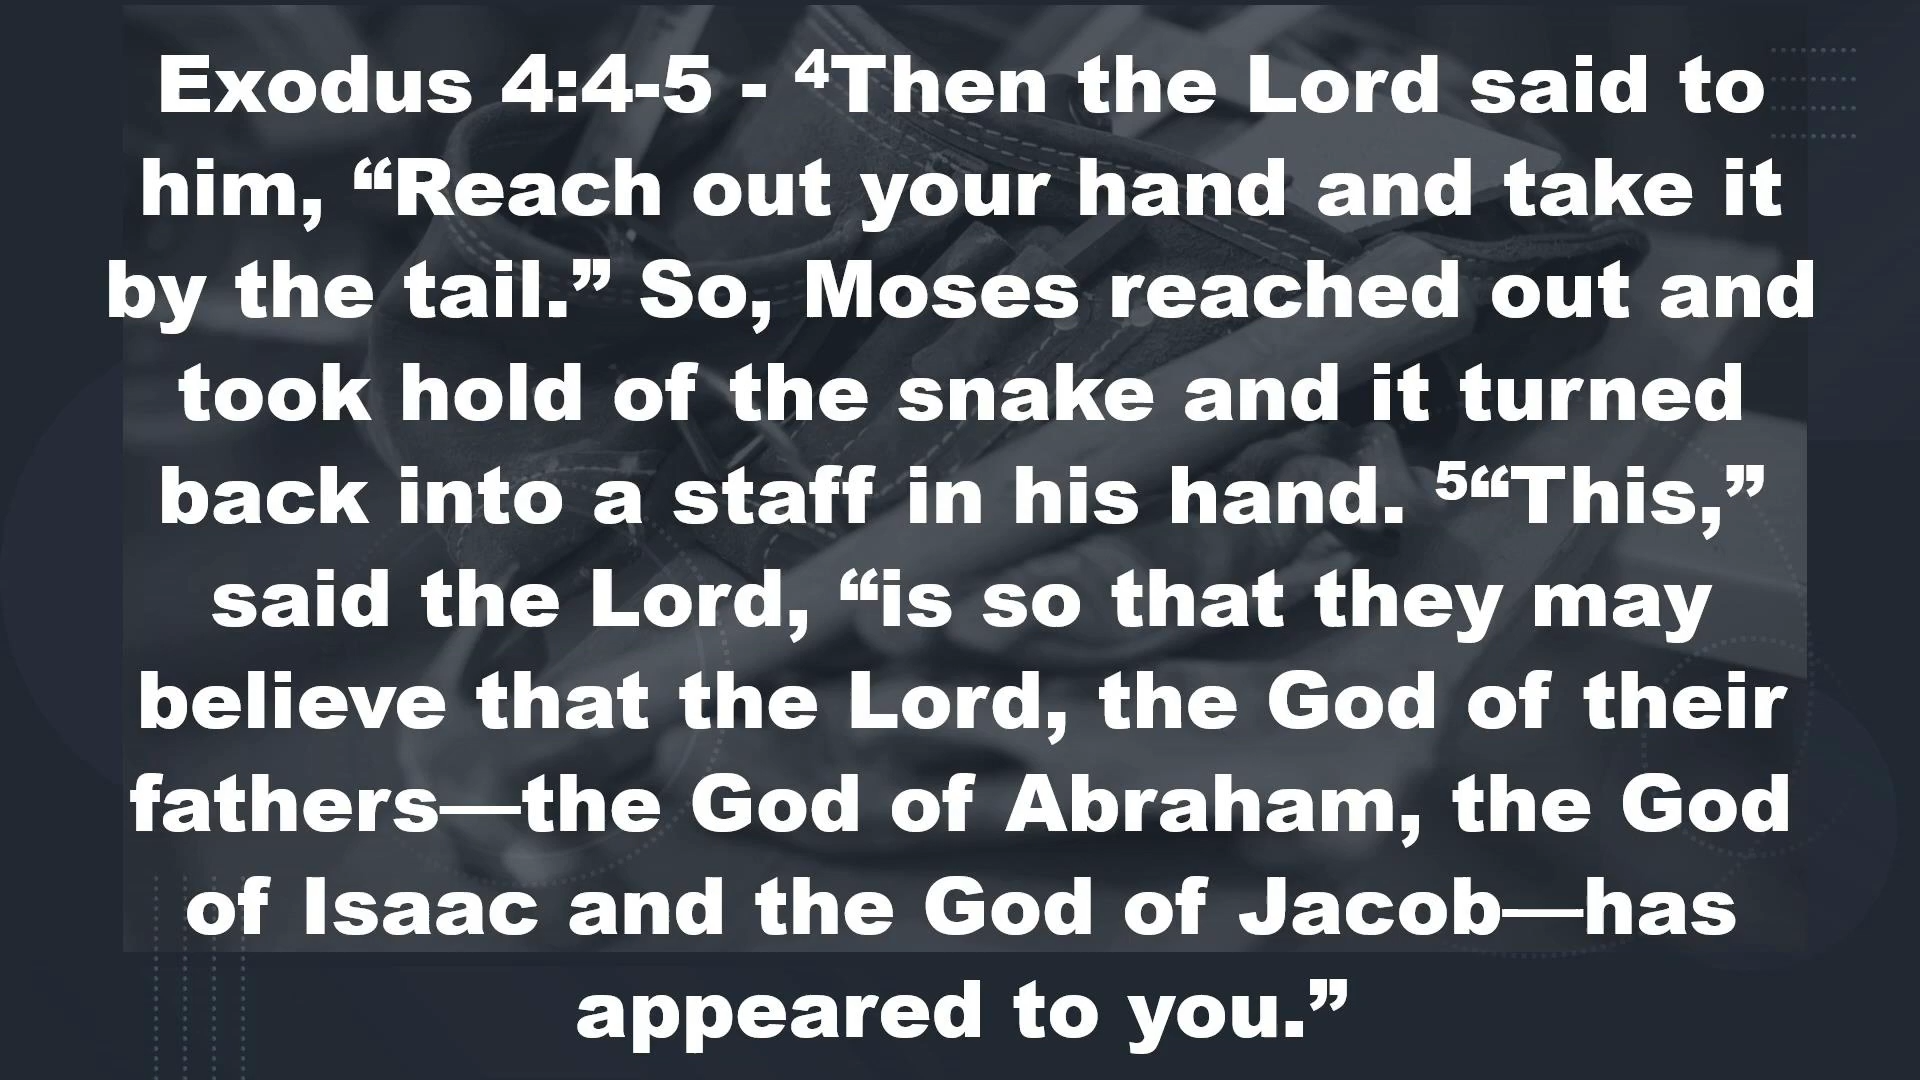 Exodus 4:4-5 - ⁴Then the Lord said to
him, “Reach out your hand and take it
by the tail.” So, Moses reached out and
took hold of the snake and it turned
back into a staff in his hand. ⁵“This,”
said the Lord, “is so that they may
believe that the Lord, the God of their
fathers—the God of Abraham, the God
of Isaac and the God of Jacob—has
appeared to you.”